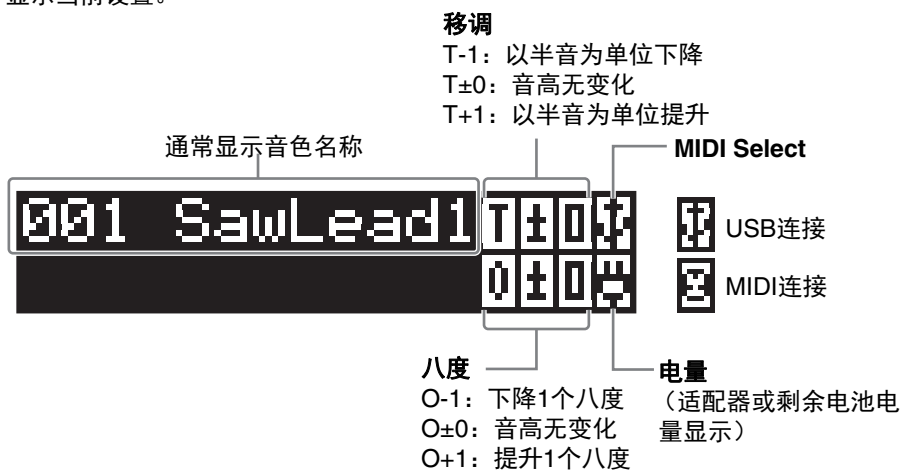 显示当前设置。
移调
T-1：以半音为单位下降
T±0：音高无变化
T+1：以半音为单位提升
通常显示音色名称
MIDI Select
001 SawLead1 T±0
O±0
USB连接
MIDI连接
八度
O-1：下降1个八度
O±0：音高无变化
O+1：提升1个八度
电量
（适配器或剩余电池电
量显示）